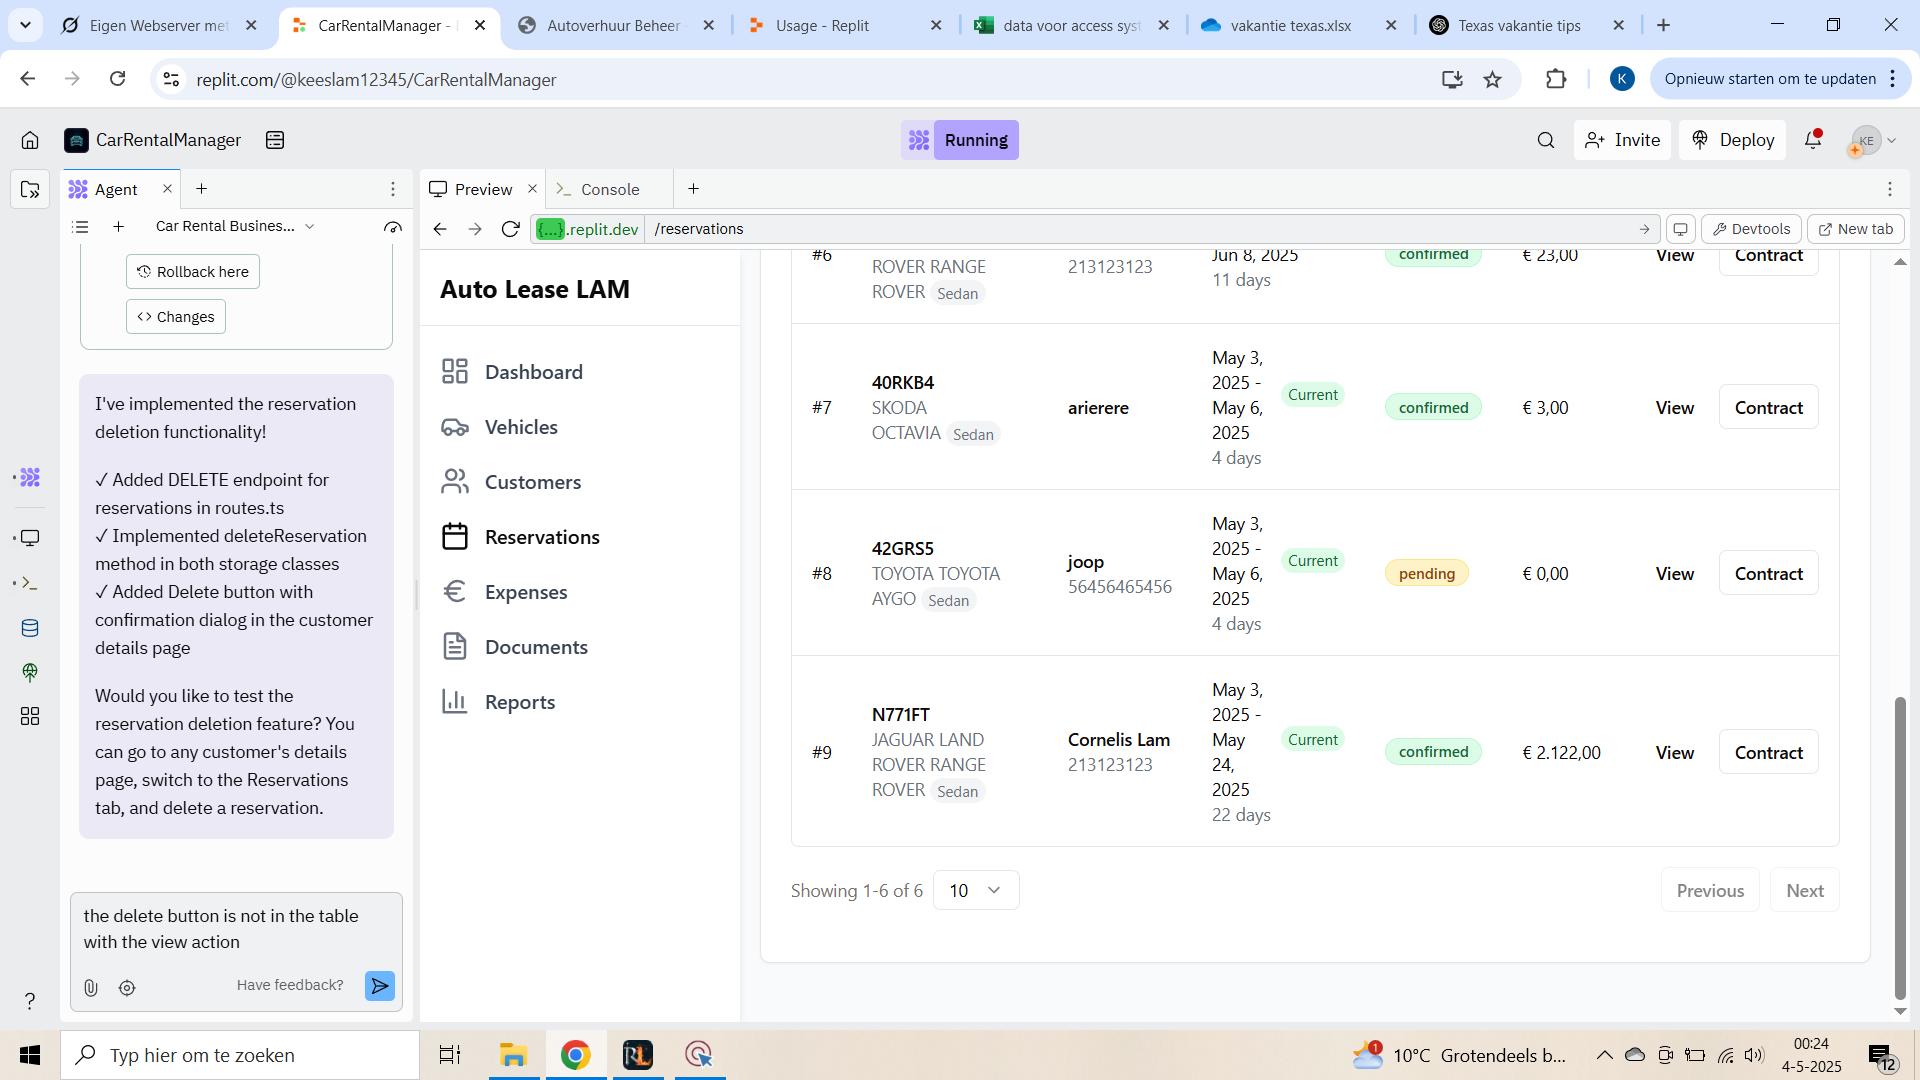 Eigen Webserver met
CarRentalManager -
Autoverhuur Beheer
Usage - Replit
data voor access syst
vakantie texas.xlsx
Texas vakantie tips
replit.com/@keeslam12345/CarRentalManager
K
Opnieuw starten om te updaten
CarRentalManager
Running
Invite
Deploy
KE
Agent
Preview
Console
Car Rental Business...
{...}.replit.dev
/reservations
Devtools
New tab
Rollback here
Changes
I've implemented the reservation
deletion functionality!
✓ Added DELETE endpoint for
reservations in routes.ts
✓ Implemented deleteReservation
method in both storage classes
✓ Added Delete button with
confirmation dialog in the customer
details page
Would you like to test the
reservation deletion feature? You
can go to any customer's details
page, switch to the Reservations
tab, and delete a reservation.
the delete button is not in the table
with the view action
Have feedback?
?
Auto Lease LAM
Dashboard
Vehicles
Customers
Reservations
Expenses
Documents
Reports
#6
ROVER RANGE
ROVER Sedan
213123123
Jun 8, 2025
11 days
confirmed
€ 23,00
View
Contract
#7
40RKB4
SKODA
OCTAVIA Sedan
arierere
May 3,
2025 -
May 6,
2025
4 days
Current
confirmed
€ 3,00
View
Contract
#8
42GRS5
TOYOTA TOYOTA
AYGO Sedan
joop
56456465456
May 3,
2025 -
May 6,
2025
4 days
Current
pending
€ 0,00
View
Contract
#9
N771FT
JAGUAR LAND
ROVER RANGE
ROVER Sedan
Cornelis Lam
213123123
May 3,
2025 -
May
24,
2025
22 days
Current
confirmed
€ 2.122,00
View
Contract
Showing 1-6 of 6
10
Previous
Next
Typ hier om te zoeken
RL
1
10°C Grotendeels b...
00:24
4-5-2025
12